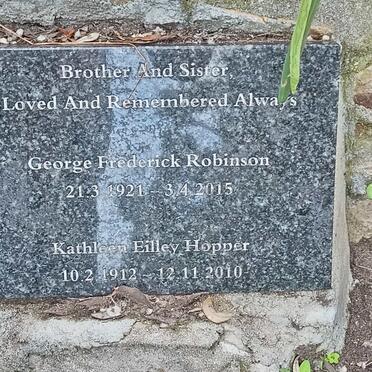 Brother And Sister
Loved And Remembered Always
George Frederick Robinson
21.3.1921 – 3.4.2015
Kathleen Eilley Hopper
10.2.1912 – 12.11.2010